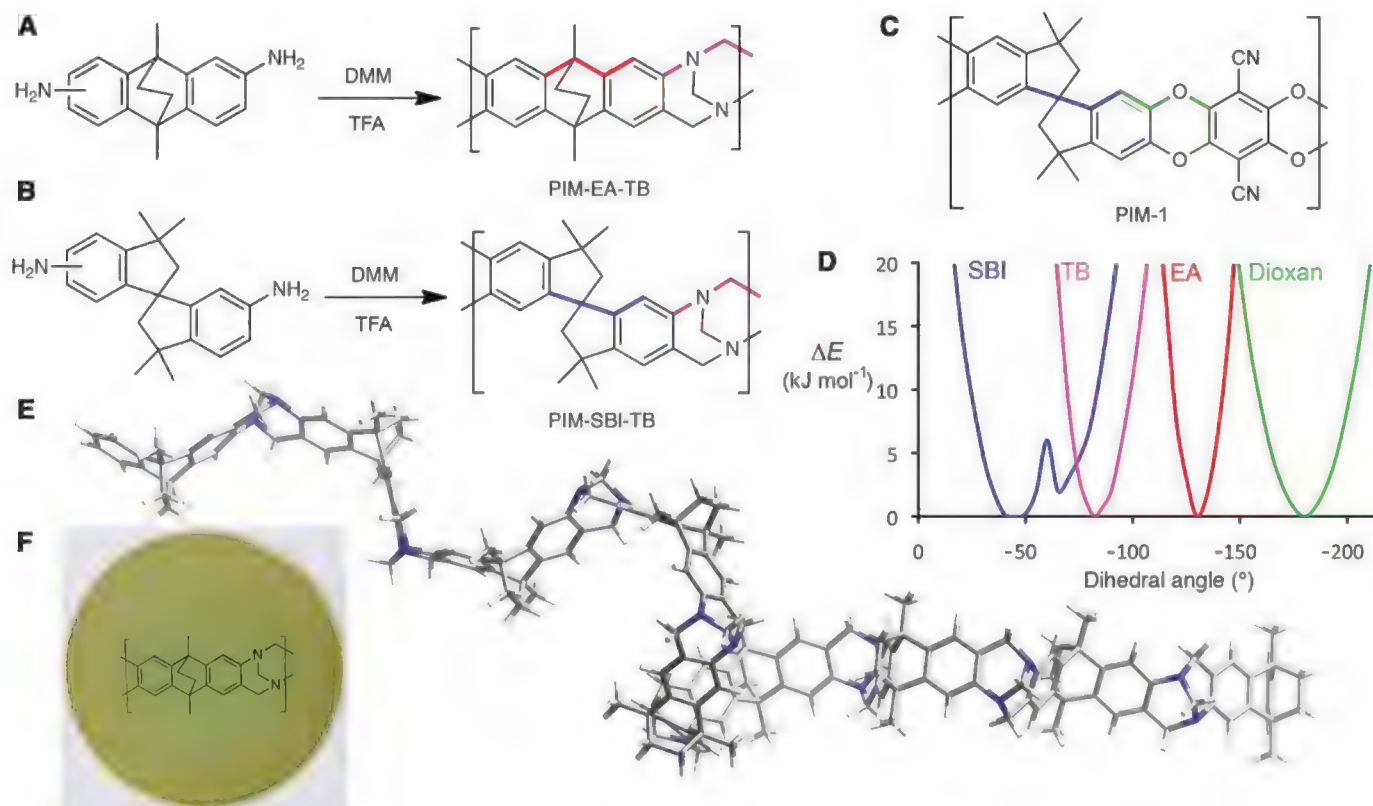 A
NH₂
H₂N
DMM
TFA
N
N
PIM-EA-TB
B
NH₂
H₂N
DMM
TFA
N
N
PIM-SBI-TB
C
CN
O
O
O
O
CN
PIM-1
D
SBI
TB
EA
Dioxan
20
15
10
5
0
ΔE
(kJ mol⁻¹)
0
-50
-100
-150
-200
Dihedral angle (°)
E
F
N
N